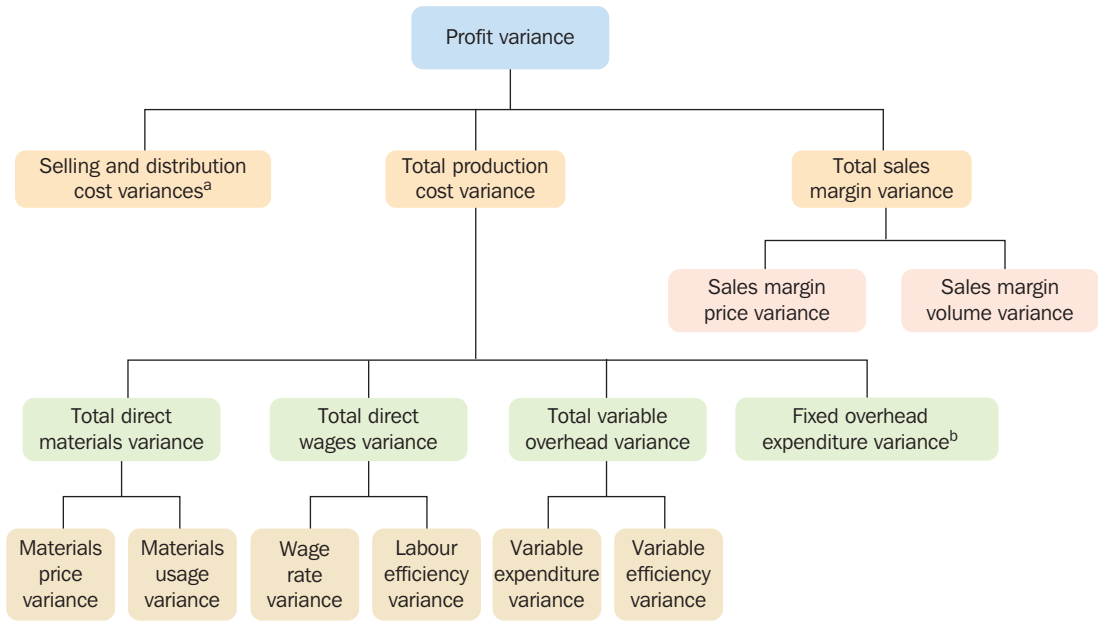 Profit variance
Selling and distribution
cost variancesa
Total production
cost variance
Total sales
margin variance
Sales margin
price variance
Sales margin
volume variance
Total direct
materials variance
Total direct
wages variance
Total variable
overhead variance
Fixed overhead
expenditure varianceb
Materials
price
variance
Materials
usage
variance
Wage
rate
variance
Labour
efficiency
variance
Variable
expenditure
variance
Variable
efficiency
variance